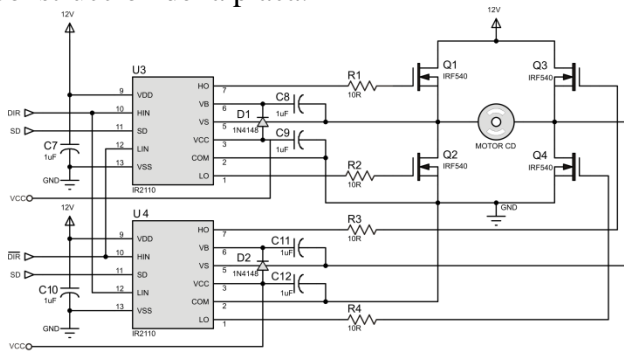 12V
12V
U3
Q1
Q3
IRF540
IRF540
9 VDD HO 7
R1
10R
C8
1uF
DIR 10 HIN VB 6
D1
SD 11 SD VS 5
1N4148
C9
1uF
MOTOR CD
12 LIN VCC 3
C7
1uF
13 VSS COM 2
GND
LO 1
IR2110
R2
10R
Q2
IRF540
Q4
IRF540
VCC
12V
U4
GND
R3
10R
9 VDD HO 7
C11
1uF
DIR 10 HIN VB 6
D2
SD 11 SD VS 5
1N4148
C12
1uF
12 LIN VCC 3
C10
1uF
13 VSS COM 2
GND
LO 1
IR2110
R4
10R
VCC